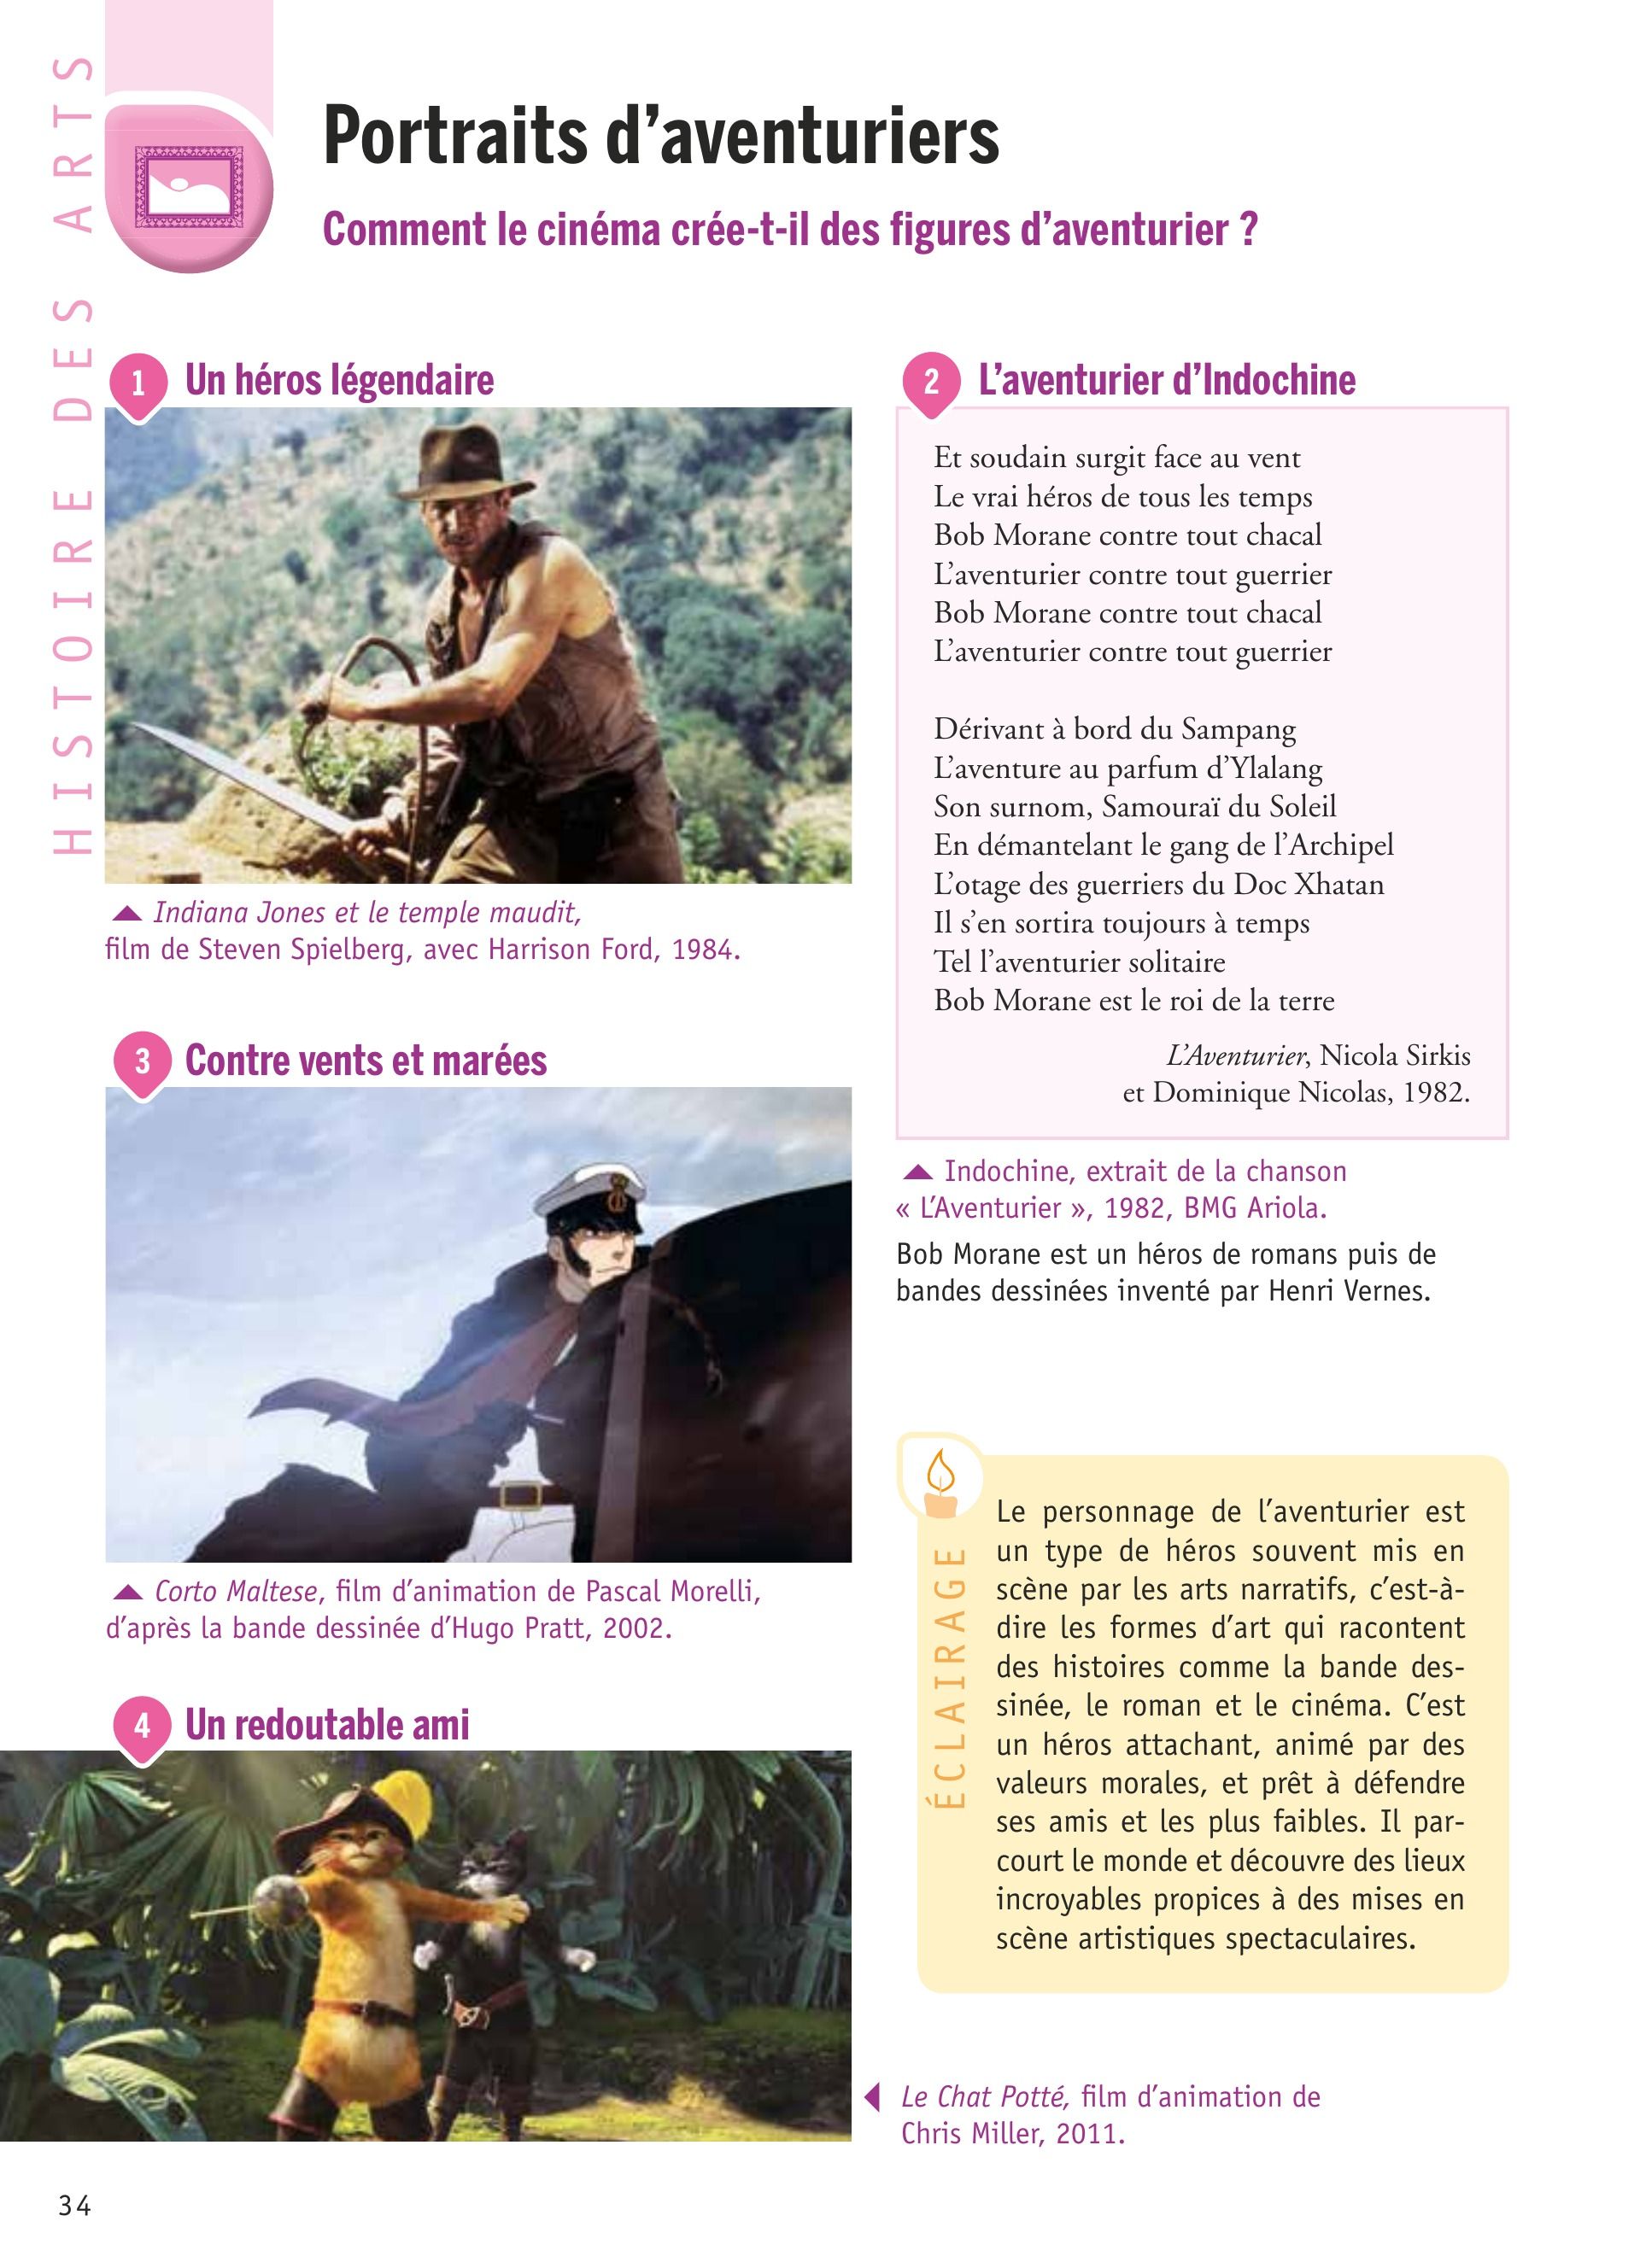 HISTOIRE DES ARTS
Portraits d’aventuriers
Comment le cinéma crée-t-il des figures d’aventurier ?
1 Un héros légendaire
Indiana Jones et le temple maudit,
film de Steven Spielberg, avec Harrison Ford, 1984.
2 L’aventurier d’Indochine
Et soudain surgit face au vent
Le vrai héros de tous les temps
Bob Morane contre tout chacal
L’aventurier contre tout guerrier
Bob Morane contre tout chacal
L’aventurier contre tout guerrier
Dérivant à bord du Sampang
L’aventure au parfum d’Ylalang
Son surnom, Samouraï du Soleil
En démantelant le gang de l’Archipel
L’otage des guerriers du Doc Xhatan
Il s’en sortira toujours à temps
Tel l’aventurier solitaire
Bob Morane est le roi de la terre
L’Aventurier, Nicola Sirkis
et Dominique Nicolas, 1982.
Indochine, extrait de la chanson
« L’Aventurier », 1982, BMG Ariola.
Bob Morane est un héros de romans puis de
bandes dessinées inventé par Henri Vernes.
3 Contre vents et marées
Corto Maltese, film d’animation de Pascal Morelli,
d’après la bande dessinée d’Hugo Pratt, 2002.
4 Un redoutable ami
Le Chat Potté, film d’animation de
Chris Miller, 2011.
ÉCLAIRAGE
Le personnage de l’aventurier est
un type de héros souvent mis en
scène par les arts narratifs, c’est-à-
dire les formes d’art qui racontent
des histoires comme la bande des-
sinée, le roman et le cinéma. C’est
un héros attachant, animé par des
valeurs morales, et prêt à défendre
ses amis et les plus faibles. Il par-
court le monde et découvre des lieux
incroyables propices à des mises en
scène artistiques spectaculaires.
34